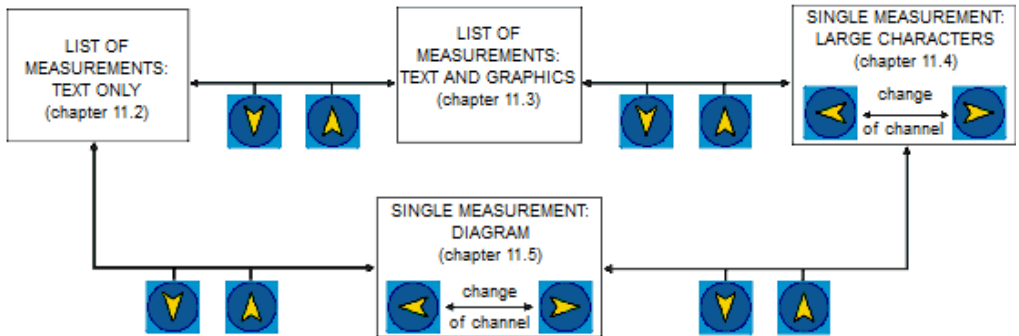 LIST OF
MEASUREMENTS:
TEXT ONLY
(chapter 11.2)
LIST OF
MEASUREMENTS:
TEXT AND GRAPHICS
(chapter 11.3)
SINGLE MEASUREMENT:
LARGE CHARACTERS
(chapter 11.4)
change
of channel
SINGLE MEASUREMENT:
DIAGRAM
(chapter 11.5)
change
of channel